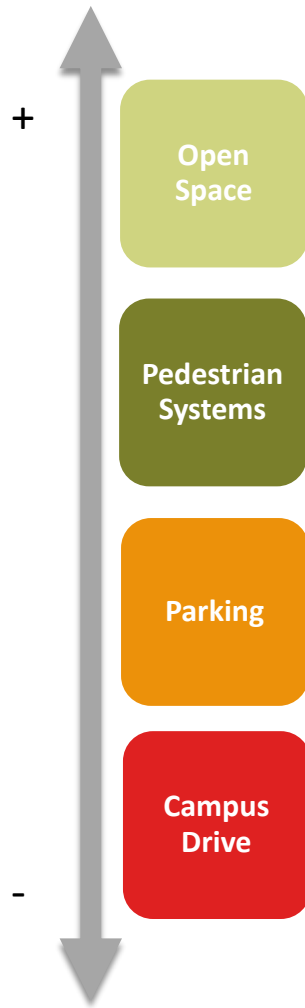 +
Open
Space
Pedestrian
Systems
Parking
Campus
Drive
-